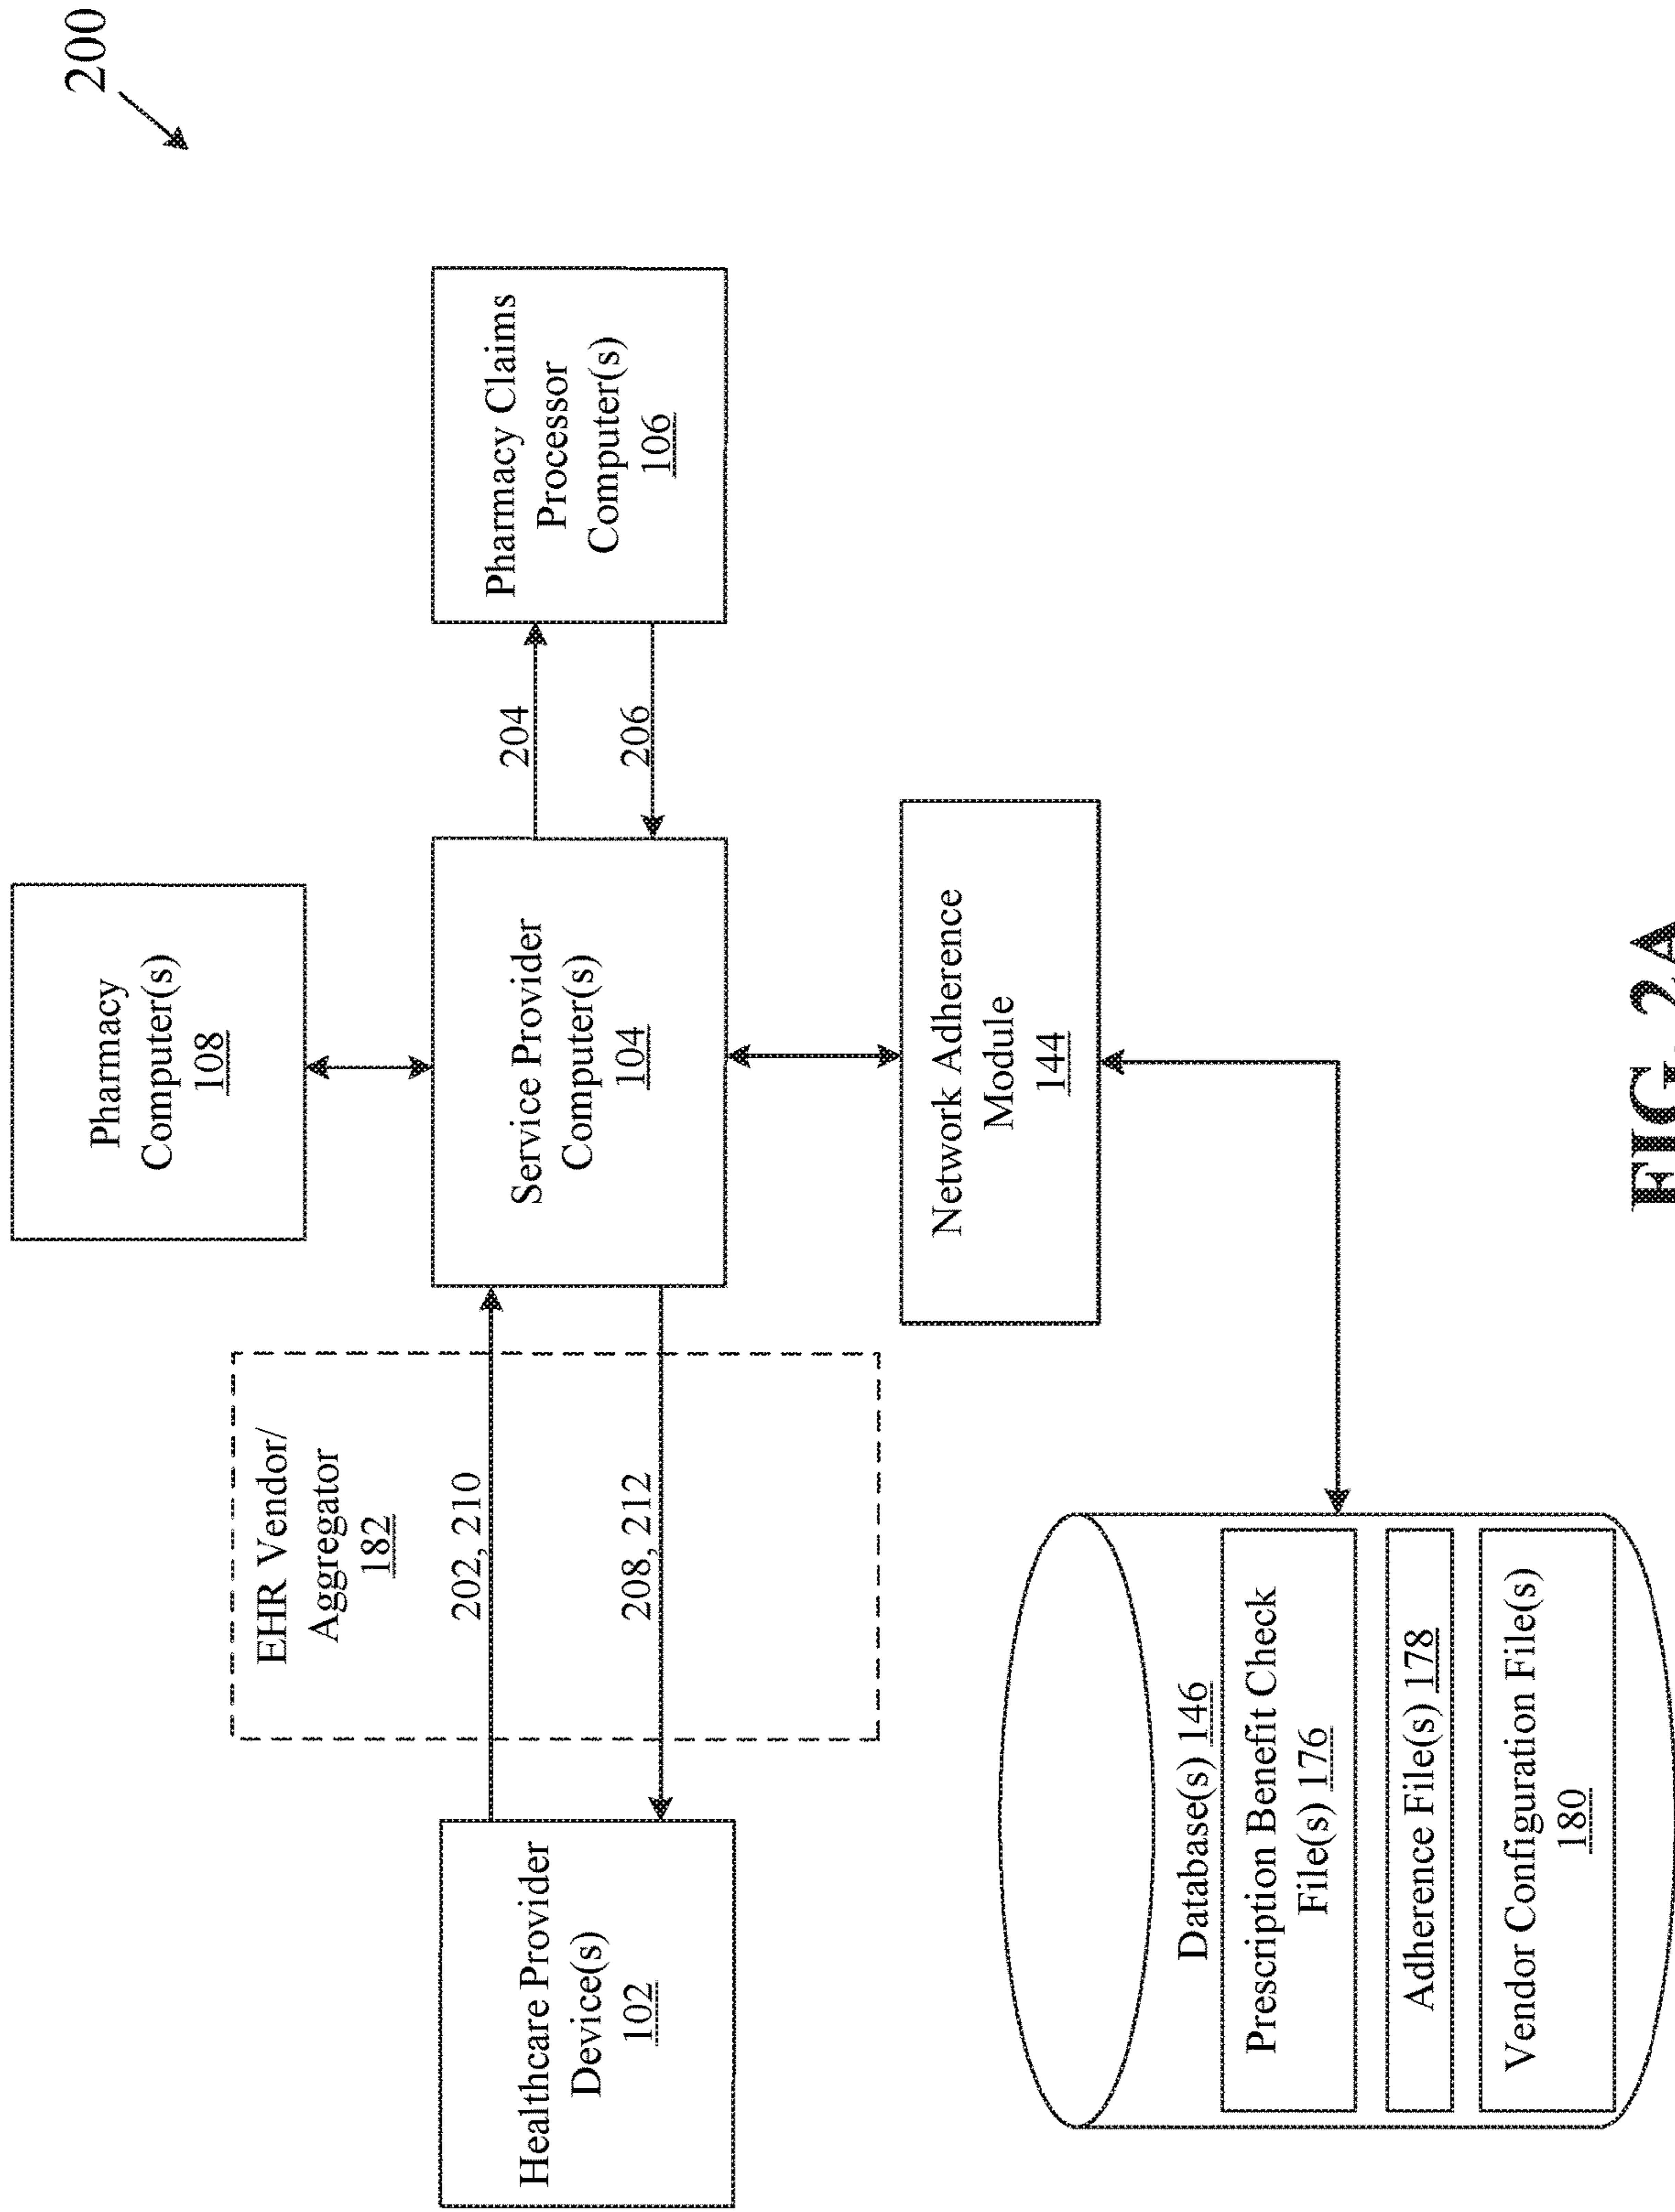 200
Pharmacy
Computer(s)
108
EHR Vendor/
Aggregator
182
Healthcare Provider
Device(s)
102
202, 210
208, 212
Service Provider
Computer(s)
104
204
206
Pharmacy Claims
Processor
Computer(s)
106
Network Adherence
Module
144
Database(s) 146
Prescription Benefit Check
File(s) 176
Adherence File(s) 178
Vendor Configuration File(s)
180
FIG. 2A